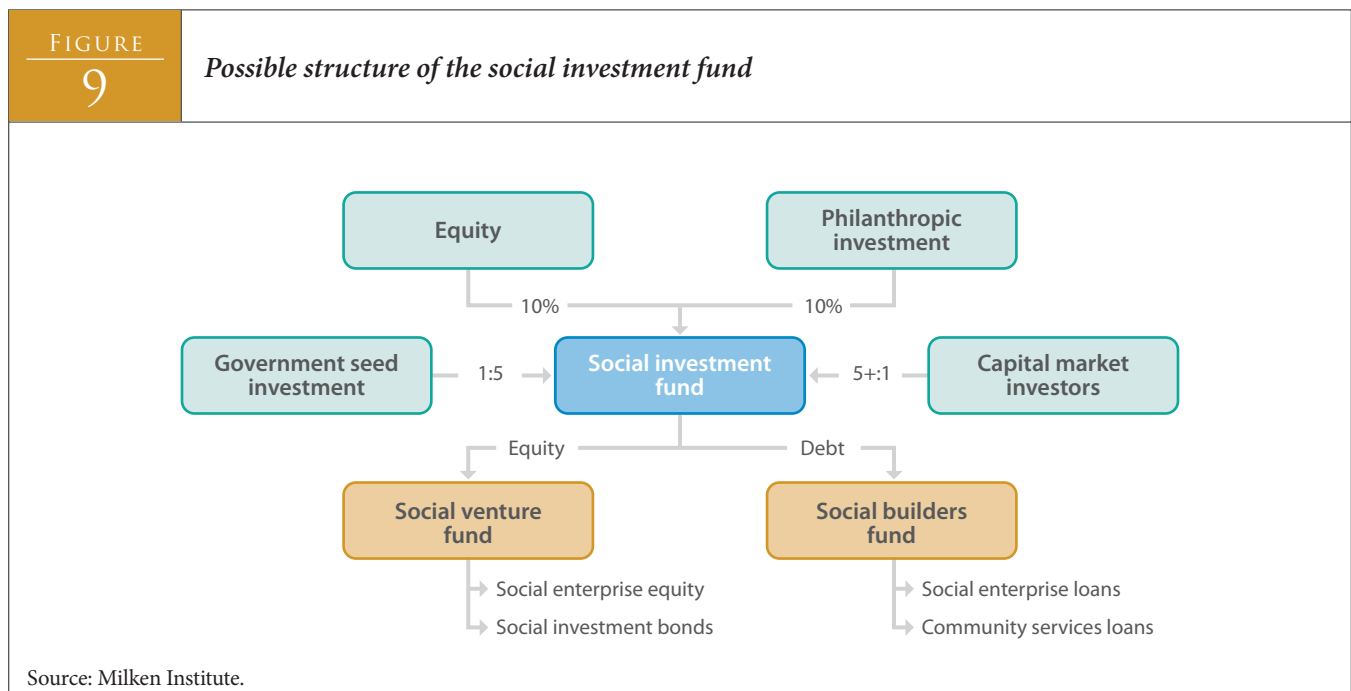 FIGURE
9
Possible structure of the social investment fund
Equity
Philanthropic
investment
10%
10%
Government seed
investment
1:5
Social investment
fund
5+:1
Capital market
investors
Equity
Debt
Social venture
fund
Social builders
fund
Social enterprise equity
Social investment bonds
Social enterprise loans
Community services loans
Source: Milken Institute.